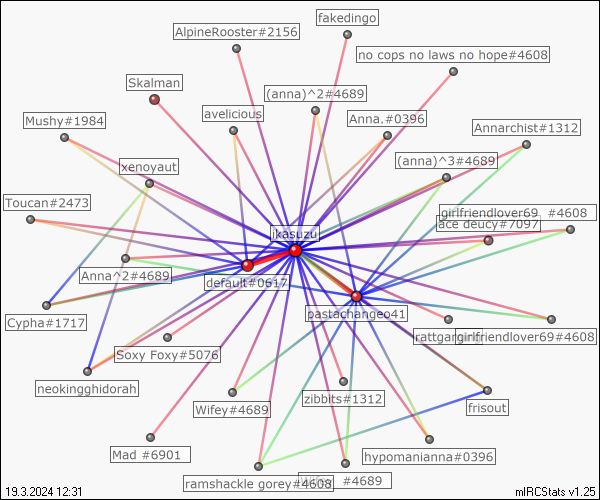 fakedingo
AlpineRooster#2156
no cops no laws no hope#4608
Skalman
(anna)^2#4689
avelicious
Mushy#1984
Anna.#0396
Annarchist#1312
(anna)^3#4689
xenoyaut
Toucan#2473
girlfriendlover69 #4608
ace deucy#7097
ikasuzu
Anna^2#4689
default#0617
pastachangeo41
Cypha#1717
girlfriendlover69#4608
Soxy Foxy#5076
neokingghidorah
zibbits#1312
Wifey#4689
frisout
Mad #6901
hypomanianna#0396
ramshackle gorey#4608
#4689
19.3.2024 12:31
mIRCStats v1.25